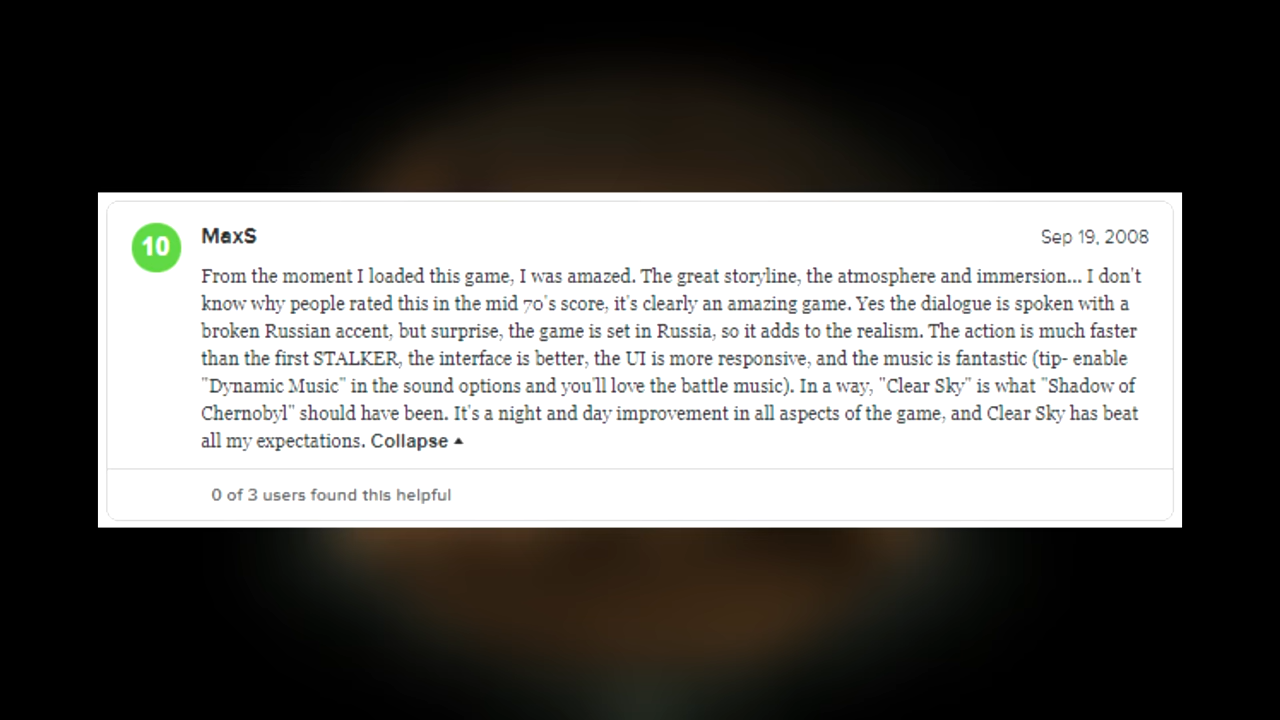 10
MaxS
Sep 19, 2008
From the moment I loaded this game, I was amazed. The great storyline, the atmosphere and immersion... I don't
know why people rated this in the mid 70's score, it's clearly an amazing game. Yes the dialogue is spoken with a
broken Russian accent, but surprise, the game is set in Russia, so it adds to the realism. The action is much faster
than the first STALKER, the interface is better, the UI is more responsive, and the music is fantastic (tip- enable
"Dynamic Music" in the sound options and you'll love the battle music). In a way, "Clear Sky" is what "Shadow of
Chernobyl" should have been. It's a night and day improvement in all aspects of the game, and Clear Sky has beat
all my expectations. Collapse
0 of 3 users found this helpful